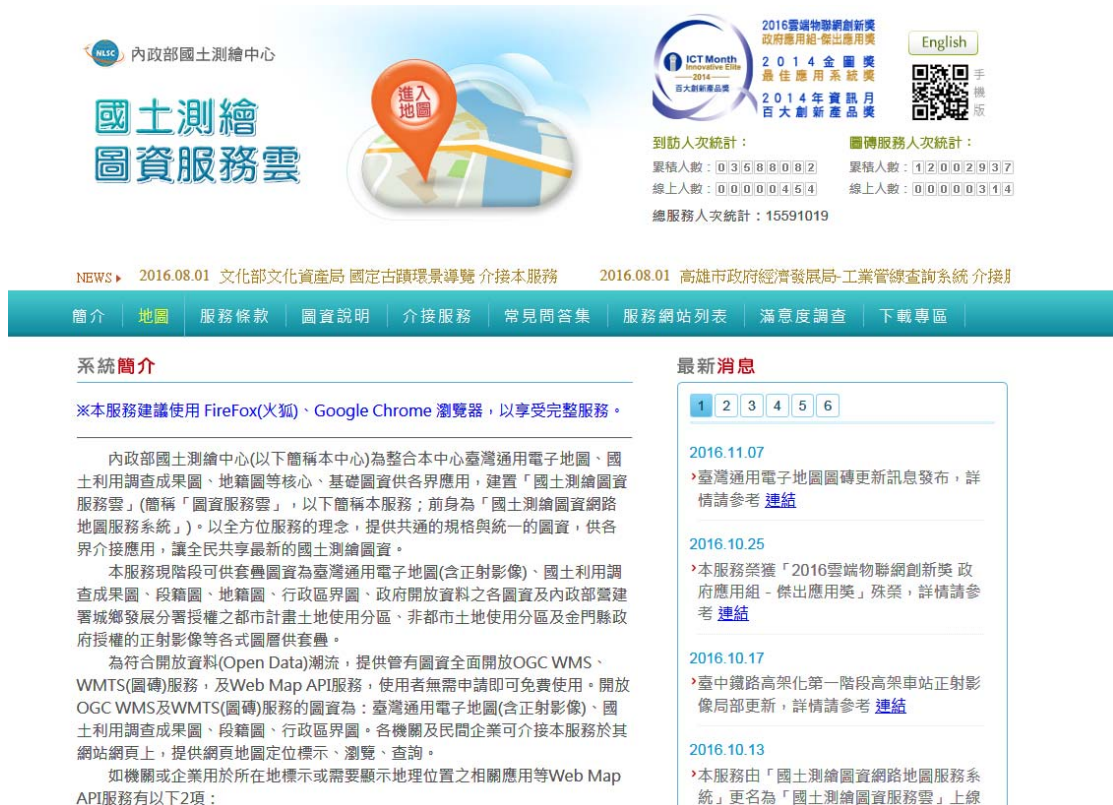 NLSC 內政部國土測繪中心
國土測繪
圖資服務雲
進入
地圖
ICT Month
Innovative Elite
2014
百大創新產品獎
2016雲端物聯網創新獎
政府應用組-傑出應用獎
2014金圖獎
最佳應用系統獎
2014年資訊月
百大創新產品獎
English
手機版
到訪人次統計：
累積人數：03588082
線上人數：00000454
圖磚服務人次統計：
累積人數：12002937
線上人數：00000314
總服務人次統計：15591019
NEWS 2016.08.01 文化部文化資產局 國定古蹟環景導覽 介接本服務 2016.08.01 高雄市政府經濟發展局-工業管線查詢系統 介接
簡介 地圖 服務條款 圖資說明 介接服務 常見問答集 服務網站列表 滿意度調查 下載專區
系統簡介
※本服務建議使用 FireFox(火狐)、Google Chrome 瀏覽器，以享受完整服務。
內政部國土測繪中心(以下簡稱本中心)為整合本中心臺灣通用電子地圖、國
土利用調查成果圖、地籍圖等核心、基礎圖資供各界應用，建置「國土測繪圖資
服務雲」(簡稱「圖資服務雲」，以下簡稱本服務；前身為「國土測繪圖資網路
地圖服務系統」)。以全方位服務的理念，提供共通的規格與統一的圖資，供各
界介接應用，讓全民共享最新的國土測繪圖資。
本服務現階段可供套疊圖資為臺灣通用電子地圖(含正射影像)、國土利用調
查成果圖、段籍圖、地籍圖、行政區界圖、政府開放資料之各圖資及內政部營建
署城鄉發展分署授權之都市計畫土地使用分區、非都市土地使用分區及金門縣政
府授權的正射影像等各式圖層供套疊。
為符合開放資料(Open Data)潮流，提供管有圖資全面開放OGC WMS、
WMTS(圖磚)服務，及Web Map API服務，使用者無需申請即可免費使用。開放
OGC WMS及WMTS(圖磚)服務的圖資為：臺灣通用電子地圖(含正射影像)、國
土利用調查成果圖、段籍圖、行政區界圖。各機關及民間企業可介接本服務於其
網站網頁上，提供網頁地圖定位標示、瀏覽、查詢。
如機關或企業用於所在地標示或需要顯示地理位置之相關應用等Web Map
API服務有以下2項：
最新消息
1 2 3 4 5 6
2016.11.07
臺灣通用電子地圖圖磚更新訊息發布，詳
情請參考 連結
2016.10.25
本服務榮獲「2016雲端物聯網創新獎 政
府應用組 - 傑出應用獎」殊榮，詳情請參
考 連結
2016.10.17
臺中鐵路高架化第一階段高架車站正射影
像局部更新，詳情請參考 連結
2016.10.13
本服務由「國土測繪圖資網路地圖服務系
統」更名為「國土測繪圖資服務雲」上線